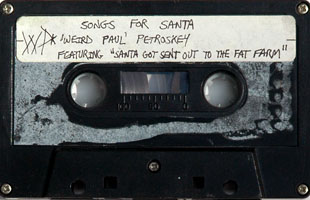 SONGS FOR SANTA
'WEIRD PAUL' PETROSKEY
FEATURING "SANTA GOT SENT OUT TO THE FAT FARM"